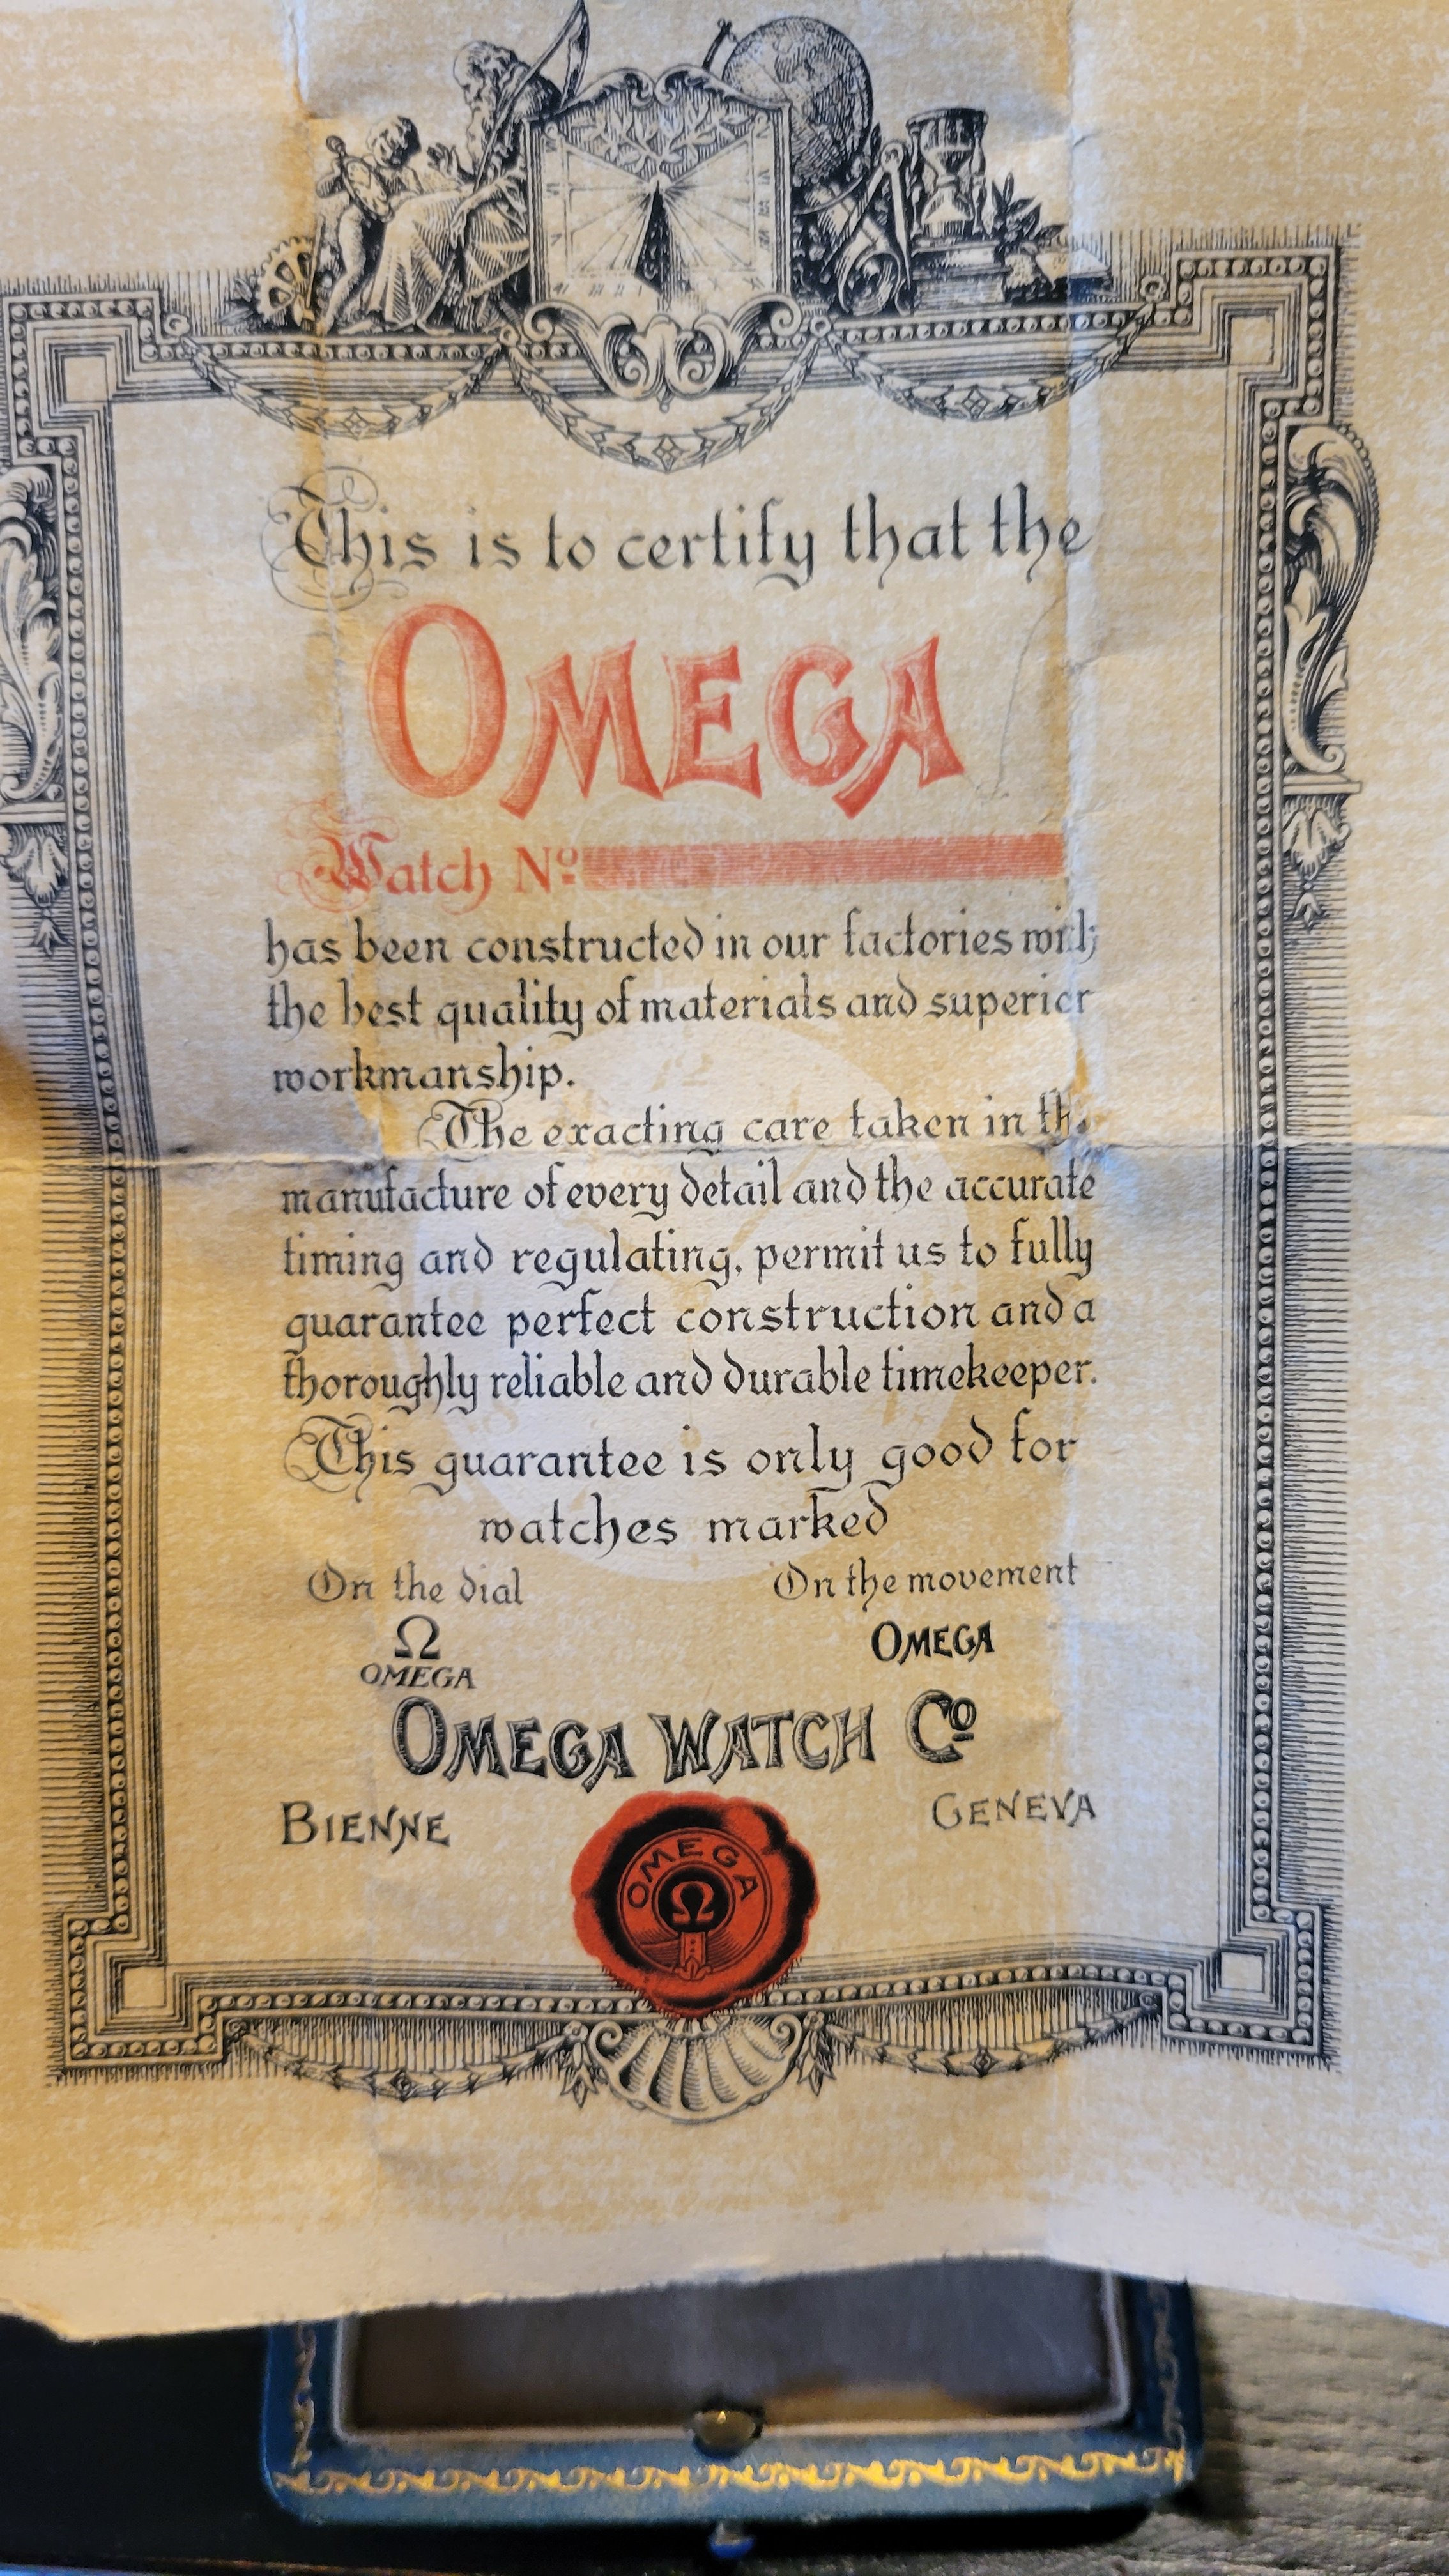 This is to certify that the
OMEGA
Watch Nº
has been constructed in our factories with
the best quality of materials and superior
workmanship.
The exacting care taken in the
manufacture of every detail and the accurate
timing and regulating, permit us to fully
guarantee perfect construction and a
thoroughly reliable and durable timekeeper.
This guarantee is only good for
watches marked
On the dial On the movement
Ω OMEGA
OMEGA
OMEGA WATCH Cº
BIENNE GENEVA
OMEGA
Ω